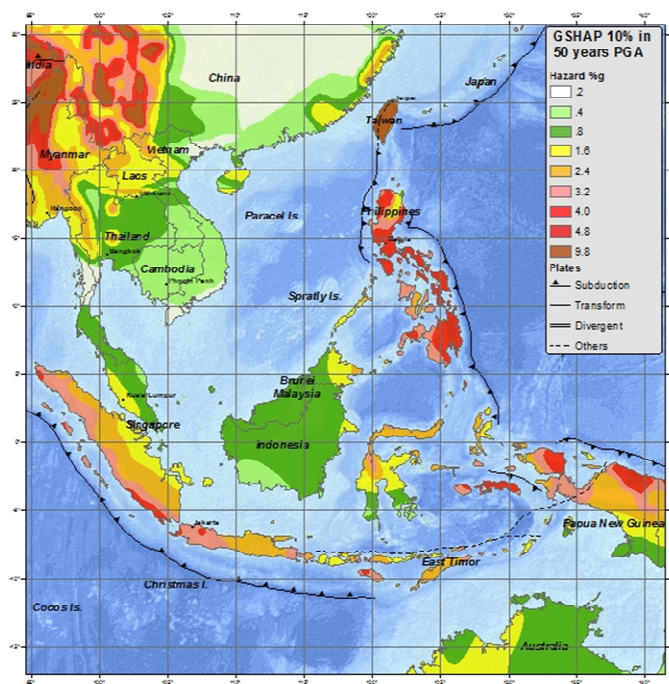 GSHAP 10% in
50 years PGA
Hazard %g
.2
.4
.8
1.6
2.4
3.2
4.0
4.8
9.8
Plates
Subduction
Transform
Divergent
Others
India
China
Japan
Taiwan
Myanmar
Vietnam
Laos
Thailand
Bangkok
Cambodia
Phnom Penh
Paracel Is.
Philippines
Spratly Is.
Brunei
Malaysia
Kuala Lumpur
Singapore
indonesia
Jakarta
Papua New Guinea
East Timor
Christmas I.
Cocos Is.
Australia